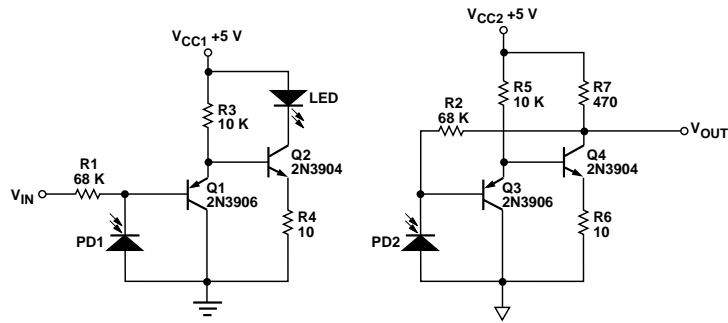 VCC1 +5 V
LED
R3
10 K
R1
68 K
VIN
Q1
2N3906
Q2
2N3904
R4
10
PD1
VCC2 +5 V
R5
10 K
R7
470
R2
68 K
VOUT
Q4
2N3904
Q3
2N3906
R6
10
PD2